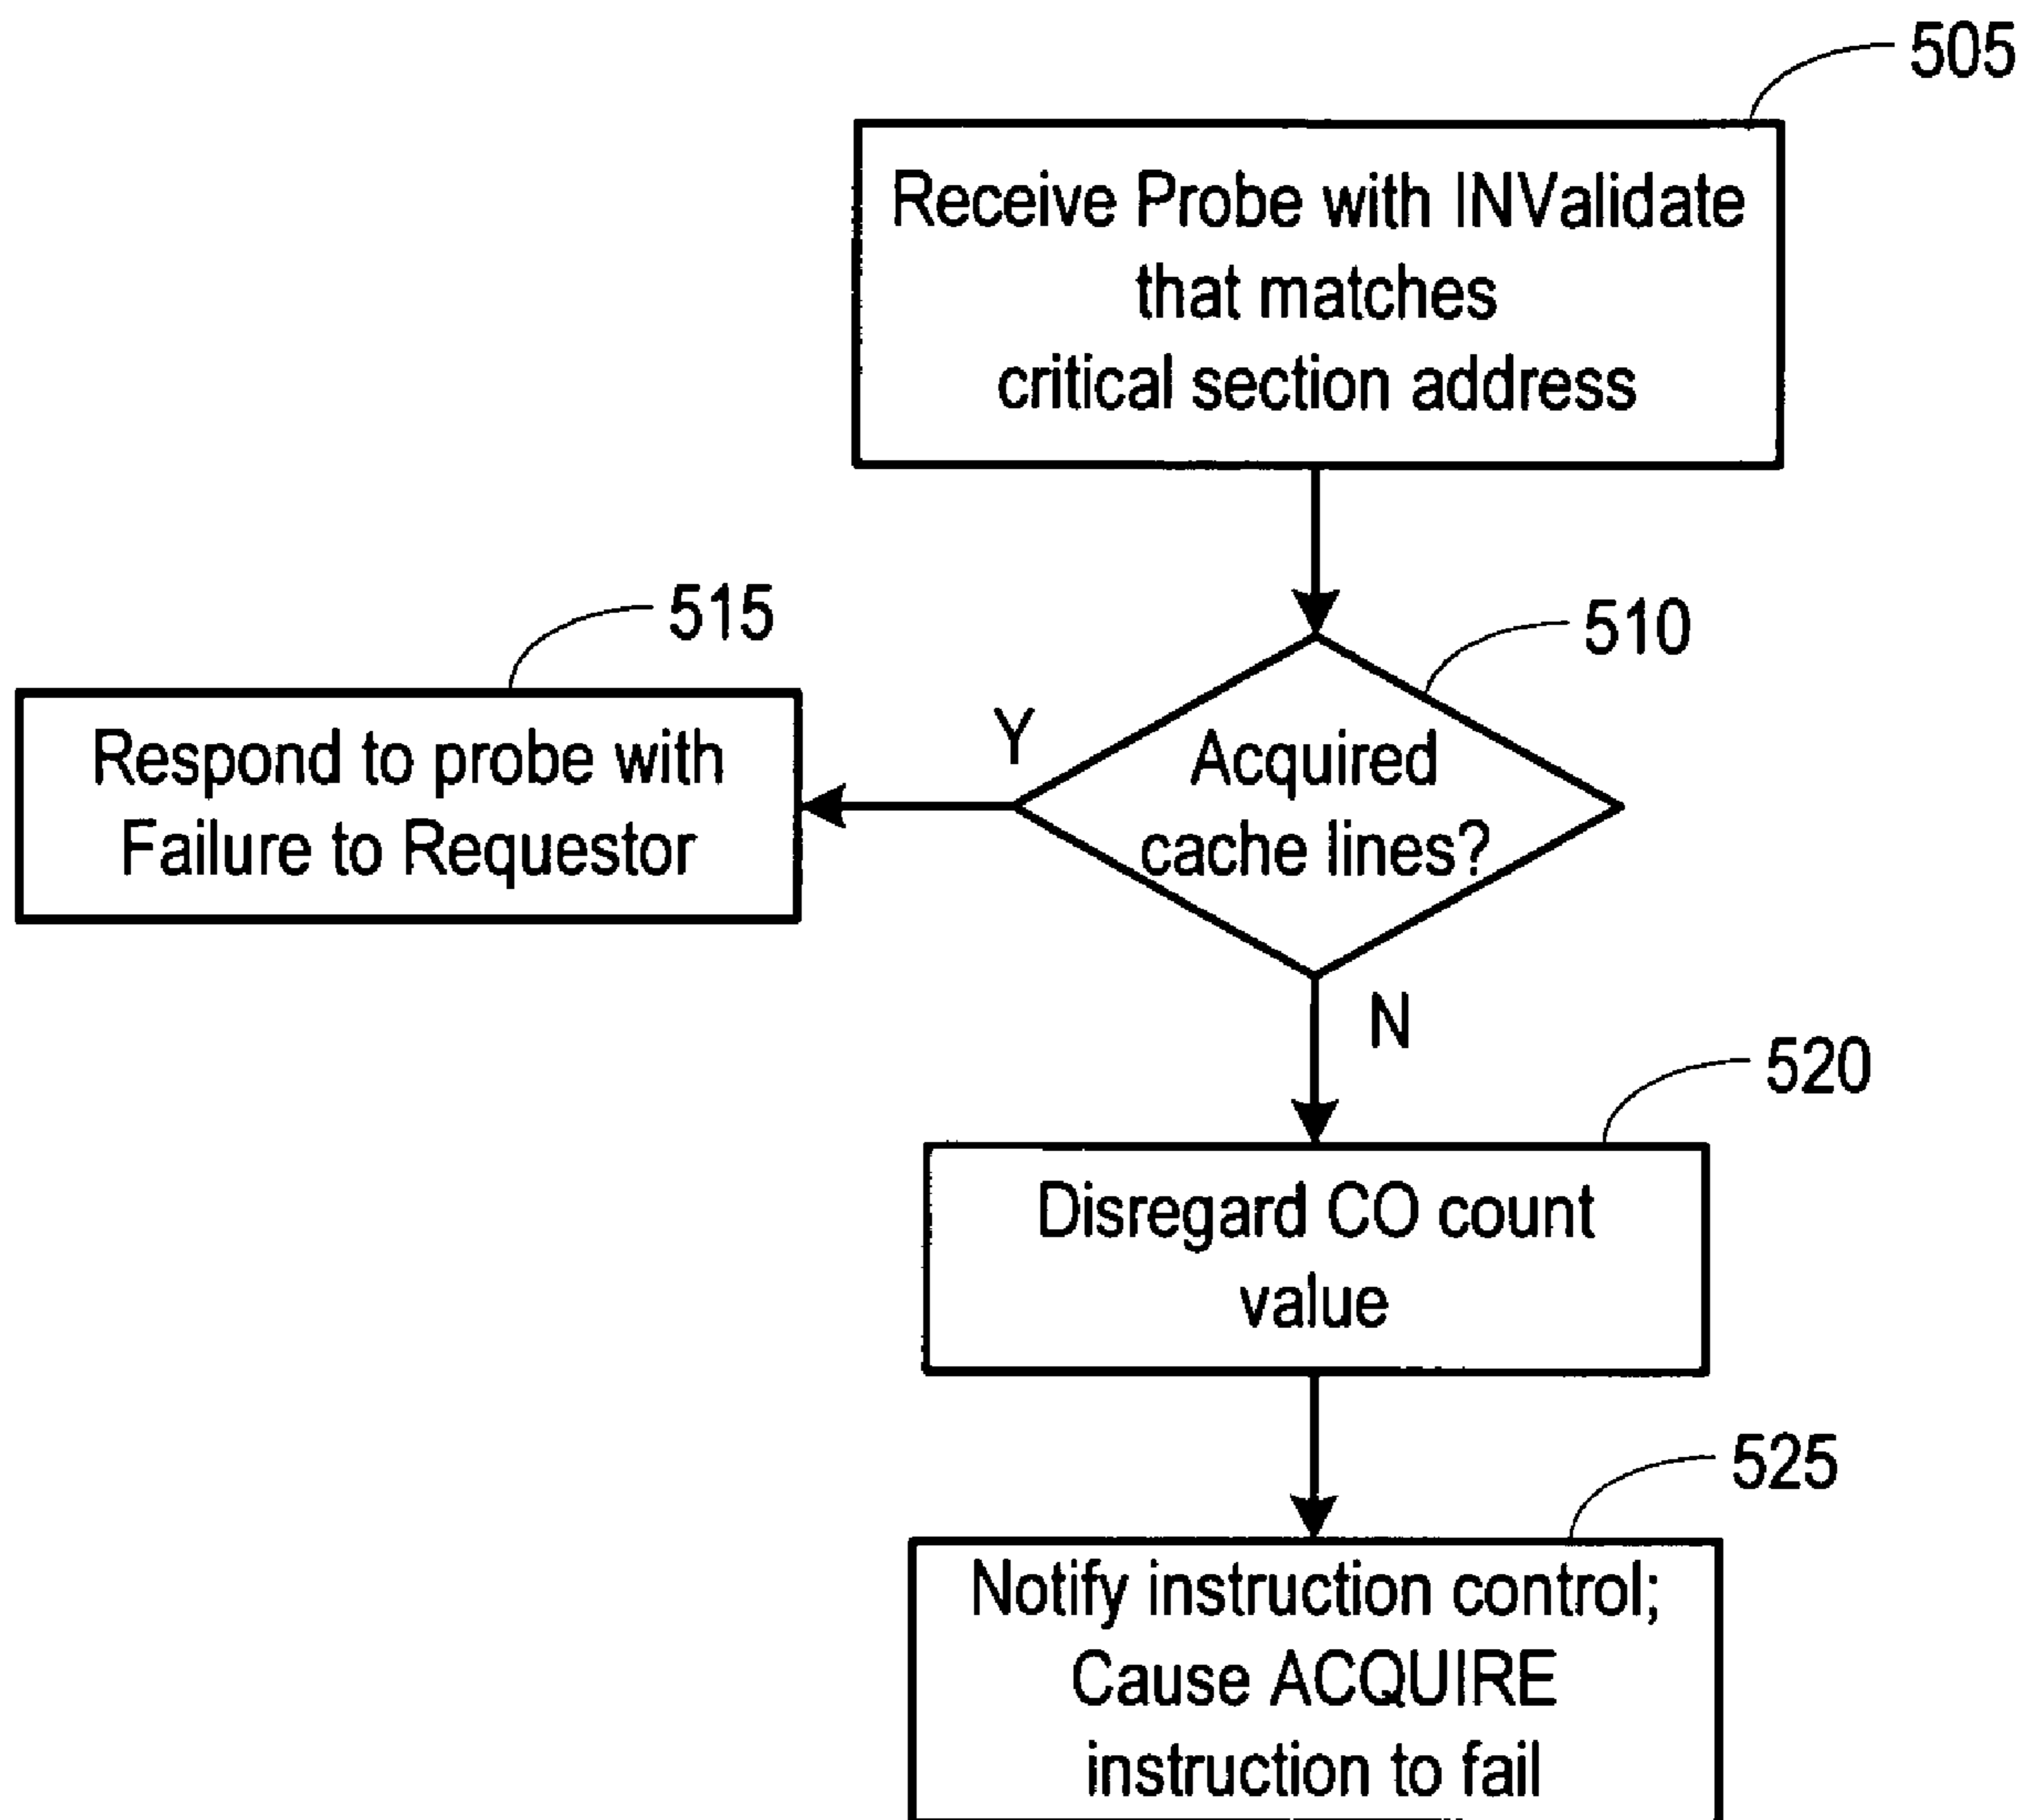 505
Receive Probe with INValidate
that matches
critical section address
515
510
Respond to probe with
Failure to Requestor
Y
Acquired
cache lines?
N
520
Disregard CO count
value
525
Notify instruction control;
Cause ACQUIRE
instruction to fail